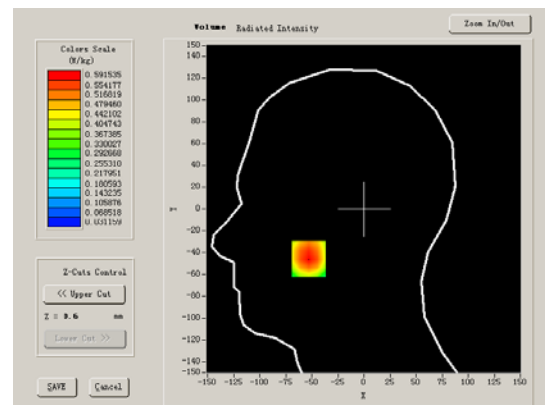 Volume Radiated Intensity
Zoom In/Out
Colors Scale
(W/kg)
0.591535
0.554177
0.516819
0.479460
0.442102
0.404743
0.367385
0.330027
0.292668
0.255310
0.217951
0.180593
0.143235
0.105876
0.068518
0.031159
150
140
120
100
80
60
40
20
Y
0
-20
-40
-60
-80
-100
-120
-140
-150
-150 -125 -100 -75 -50 -25 0 25 50 75 100 125 150
X
Z-Cuts Control
<< Upper Cut
Z = 9.6 mm
Lower Cut >>
SAVE
Cancel